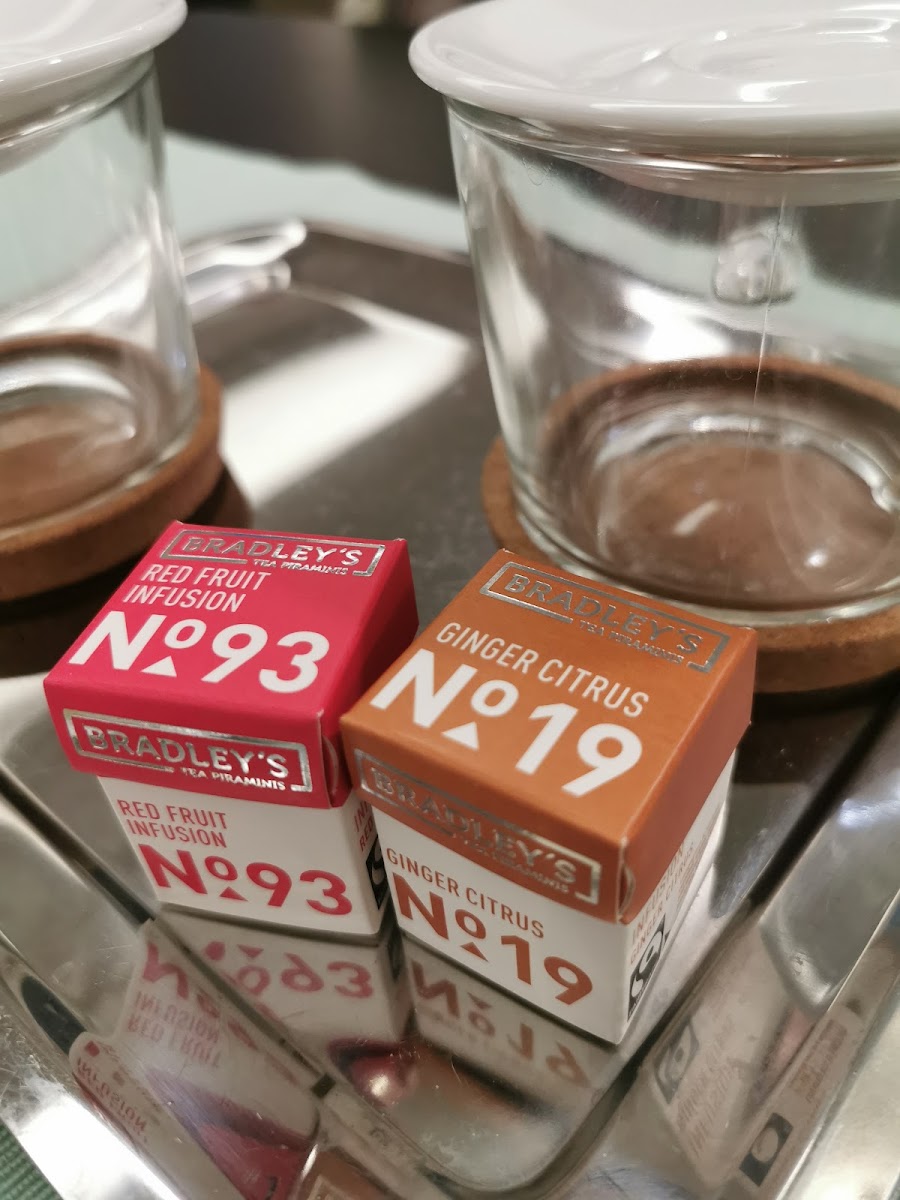 BRADLEY'S
TEA PIRAMINIS
RED FRUIT
INFUSION
Nº93
BRADLEY'S
TEA PIRAMINIS
RED FRUIT
INFUSION
Nº93
BRADLEY'S
TEA PIRAMINIS
GINGER CITRUS
Nº19
BRADLEY'S
TEA PIRAMINIS
GINGER CITRUS
Nº19